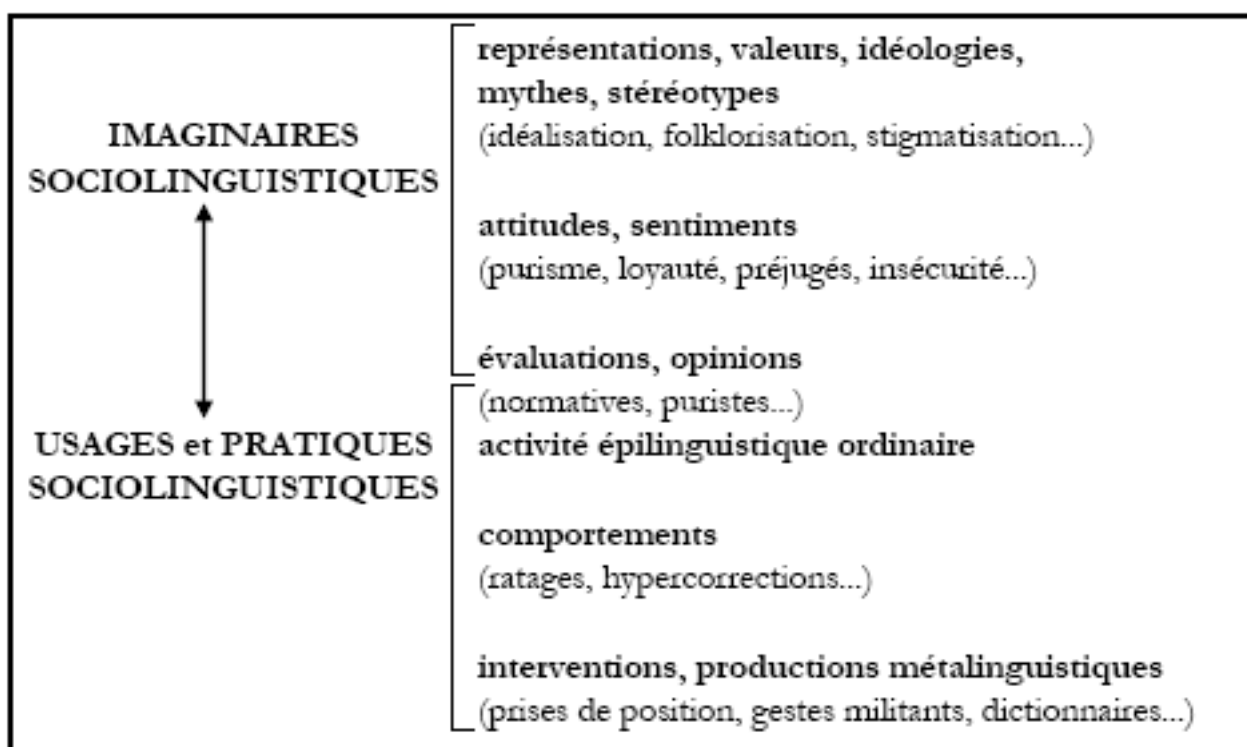 représentations, valeurs, idéologies,
mythes, stéréotypes
(idéalisation, folklorisation, stigmatisation...)
IMAGINAIRES
SOCIOLINGUISTIQUES
attitudes, sentiments
(purisme, loyauté, préjugés, insécurité...)
évaluations, opinions
(normatives, puristes...)
USAGES et PRATIQUES
SOCIOLINGUISTIQUES
activité épilinguistique ordinaire
comportements
(ratages, hypercorrections...)
interventions, productions métalinguistiques
(prises de position, gestes militants, dictionnaires...)